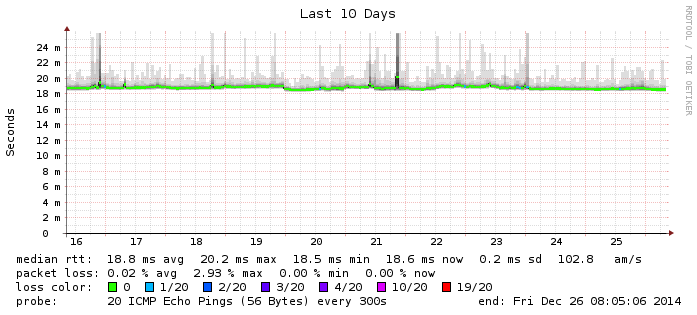 Last 10 Days
RRDTOOL / TOBI OETIKER
Seconds
24 m
22 m
20 m
18 m
16 m
14 m
12 m
10 m
8 m
6 m
4 m
2 m
0
16 17 18 19 20 21 22 23 24 25
median rtt: 18.8 ms avg 20.2 ms max 18.5 ms min 18.6 ms now 0.2 ms sd 102.8 am/s
packet loss: 0.02 % avg 2.93 % max 0.00 % min 0.00 % now
loss color: 0 1/20 2/20 3/20 4/20 10/20 19/20
probe: 20 ICMP Echo Pings (56 Bytes) every 300s end: Fri Dec 26 08:05:06 2014